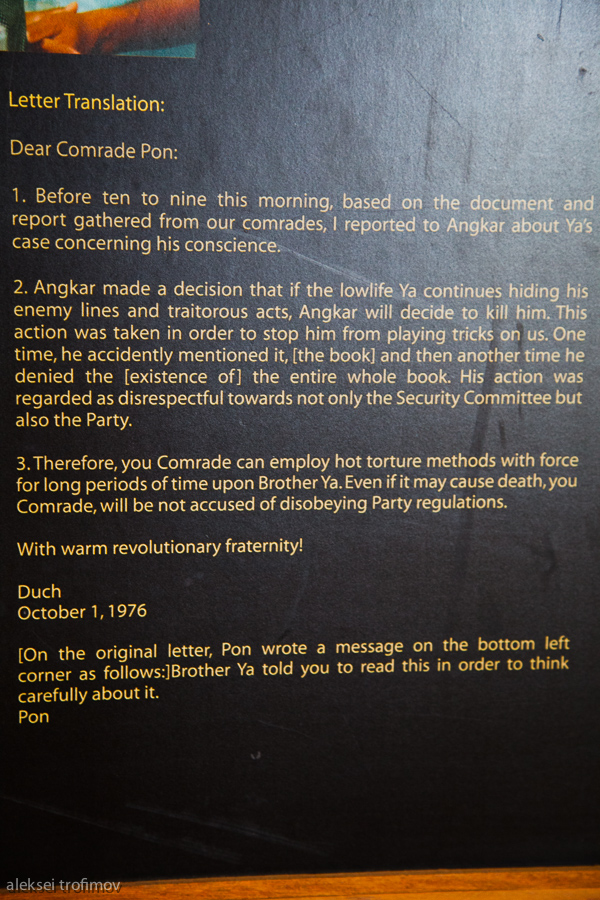 Letter Translation:
Dear Comrade Pon:
1. Before ten to nine this morning, based on the document and
report gathered from our comrades, I reported to Angkar about Ya's
case concerning his conscience.
2. Angkar made a decision that if the lowlife Ya continues hiding his
enemy lines and traitorous acts, Angkar will decide to kill him. This
action was taken in order to stop him from playing tricks on us. One
time, he accidently mentioned it, [the book] and then another time he
denied the [existence of] the entire whole book. His action was
regarded as disrespectful towards not only the Security Committee but
also the Party.
3. Therefore, you Comrade can employ hot torture methods with force
for long periods of time upon Brother Ya. Even if it may cause death, you
Comrade, will be not accused of disobeying Party regulations.
With warm revolutionary fraternity!
Duch
October 1, 1976
[On the original letter, Pon wrote a message on the bottom left
corner as follows:]Brother Ya told you to read this in order to think
carefully about it.
Pon
aleksei trofimov